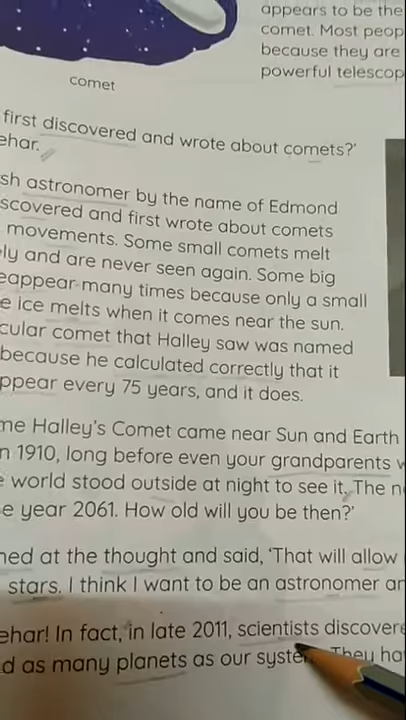 appears to be the
comet. Most peop
because they are
powerful telescop
comet
first discovered and wrote about comets?'
ehar.
sh astronomer by the name of Edmond
scovered and first wrote about comets
movements. Some small comets melt
ly and are never seen again. Some big
eappear many times because only a small
e ice melts when it comes near the sun.
cular comet that Halley saw was named
because he calculated correctly that it
ppear every 75 years, and it does.
me Halley's Comet came near Sun and Earth
n 1910, long before even your grandparents w
e world stood outside at night to see it. The n
e year 2061. How old will you be then?'
hed at the thought and said, 'That will allow
stars. I think I want to be an astronomer an
ehar! In fact, in late 2011, scientists discovere
d as many planets as our syste They ha